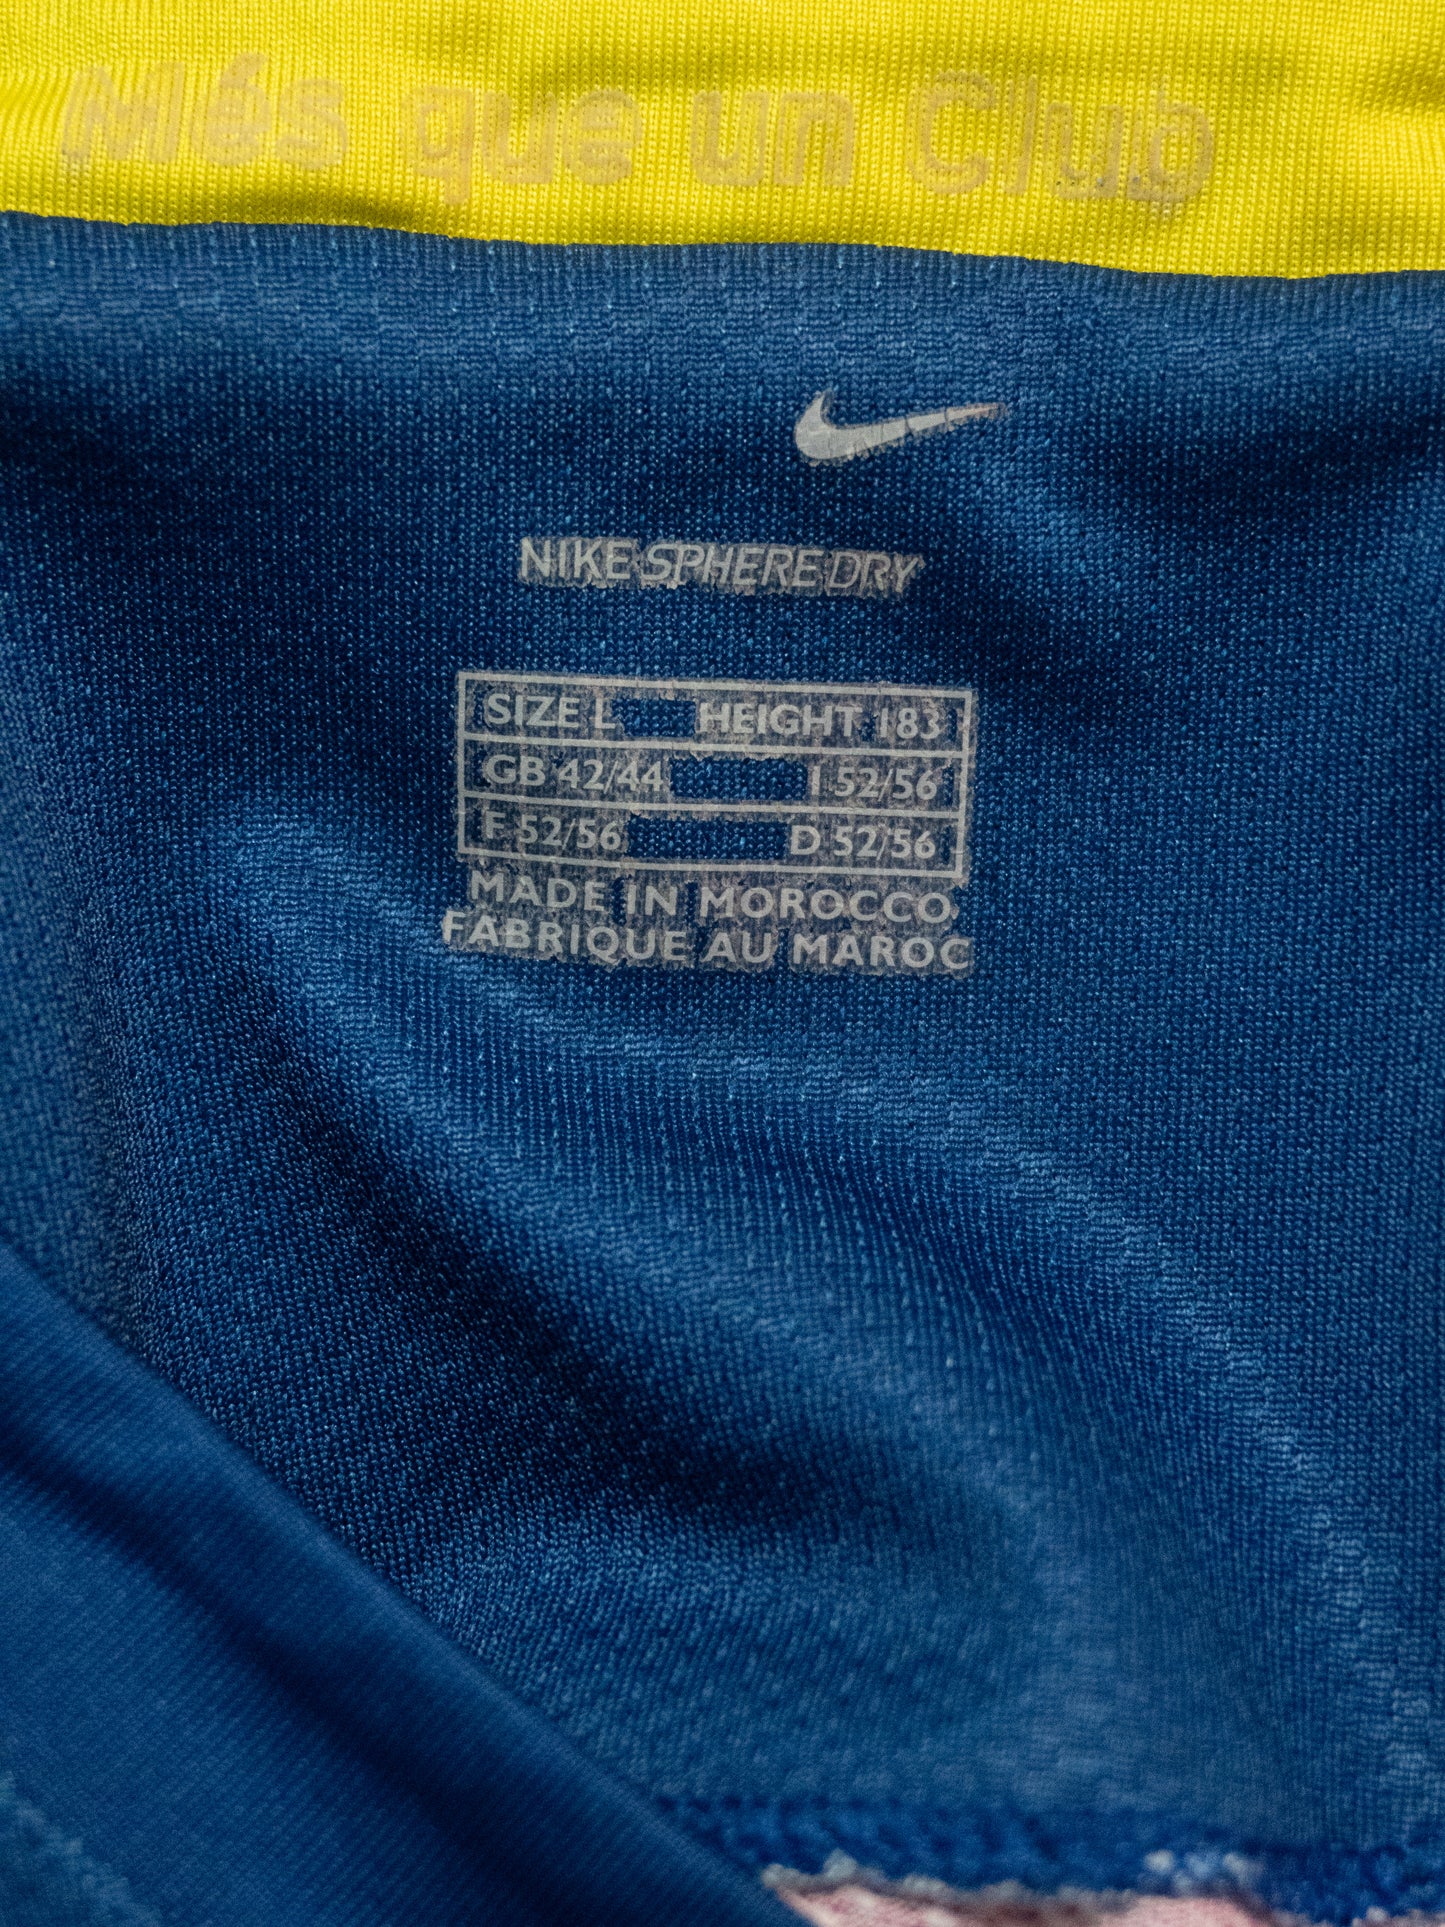 Més que un Club
NIKE SPHERE DRY
SIZE L HEIGHT 183
GB 42/44 I 52/56
F 52/56 D 52/56
MADE IN MOROCCO
FABRIQUE AU MAROC